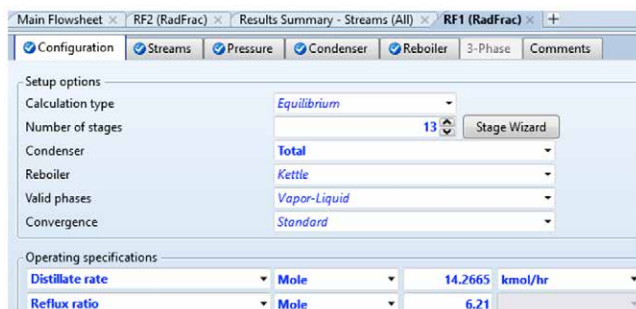 Main Flowsheet × RF2 (RadFrac) × Results Summary - Streams (All) × RF1 (RadFrac) × +
Configuration Streams Pressure Condenser Reboiler 3-Phase Comments
Setup options
Calculation type Equilibrium
Number of stages 13 Stage Wizard
Condenser Total
Reboiler Kettle
Valid phases Vapor-Liquid
Convergence Standard
Operating specifications
Distillate rate Mole 14.2665 kmol/hr
Reflux ratio Mole 6.21